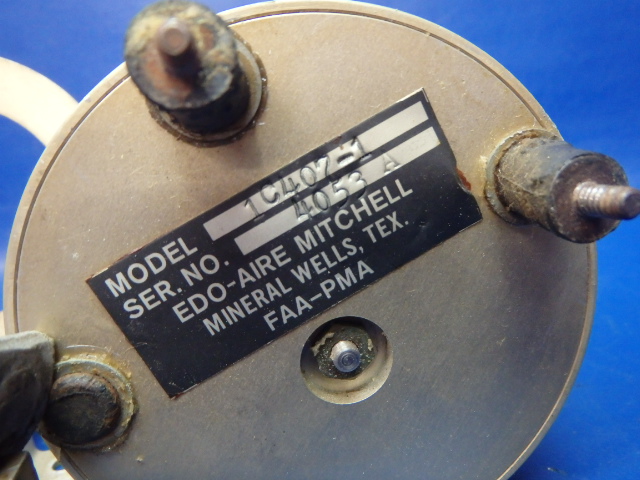 MODEL 1C407-1
SER. NO. 4053 A
EDO-AIRE MITCHELL
MINERAL WELLS, TEX.
FAA-PMA